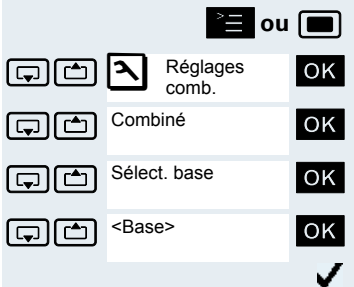 ou
Réglages
comb.
OK
Combiné
OK
Sélect. base
OK
<Base>
OK